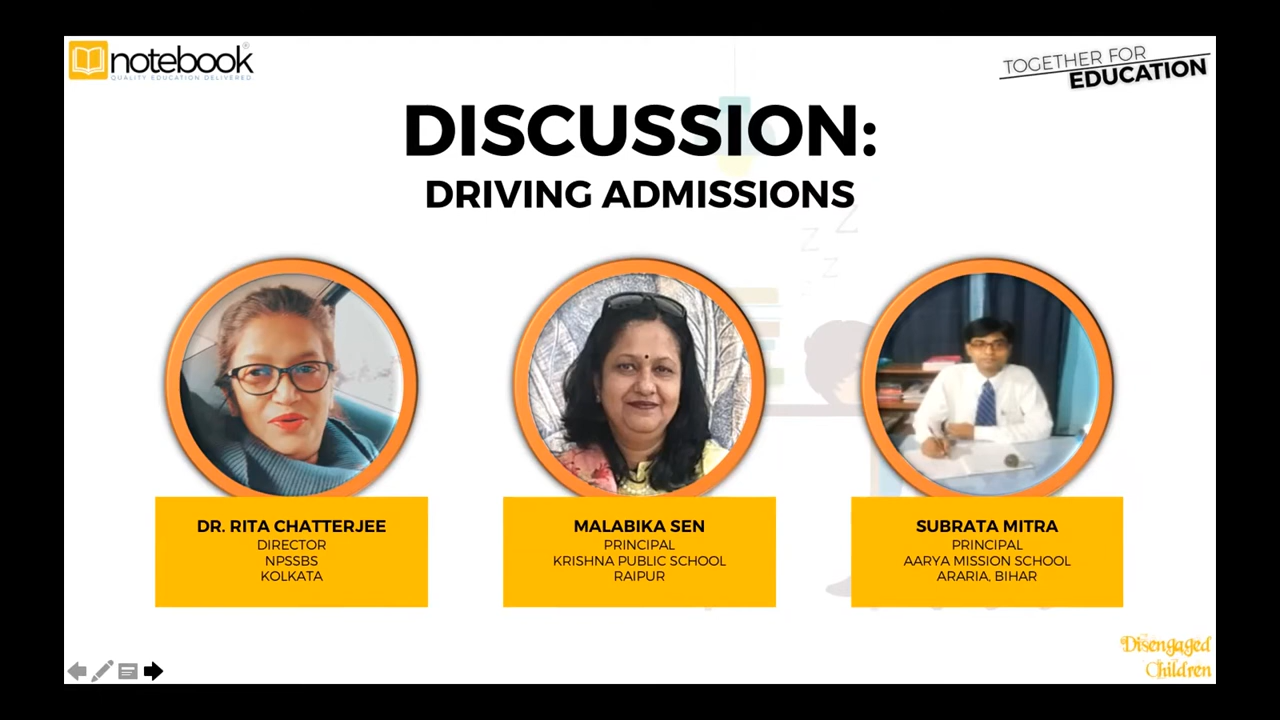 notebook®
QUALITY EDUCATION DELIVERED
TOGETHER FOR
EDUCATION
DISCUSSION:
DRIVING ADMISSIONS
Z
Z
Z
DR. RITA CHATTERJEE
DIRECTOR
NPSSBS
KOLKATA
MALABIKA SEN
PRINCIPAL
KRISHNA PUBLIC SCHOOL
RAIPUR
SUBRATA MITRA
PRINCIPAL
AARYA MISSION SCHOOL
ARARIA, BIHAR
Disengaged
Children